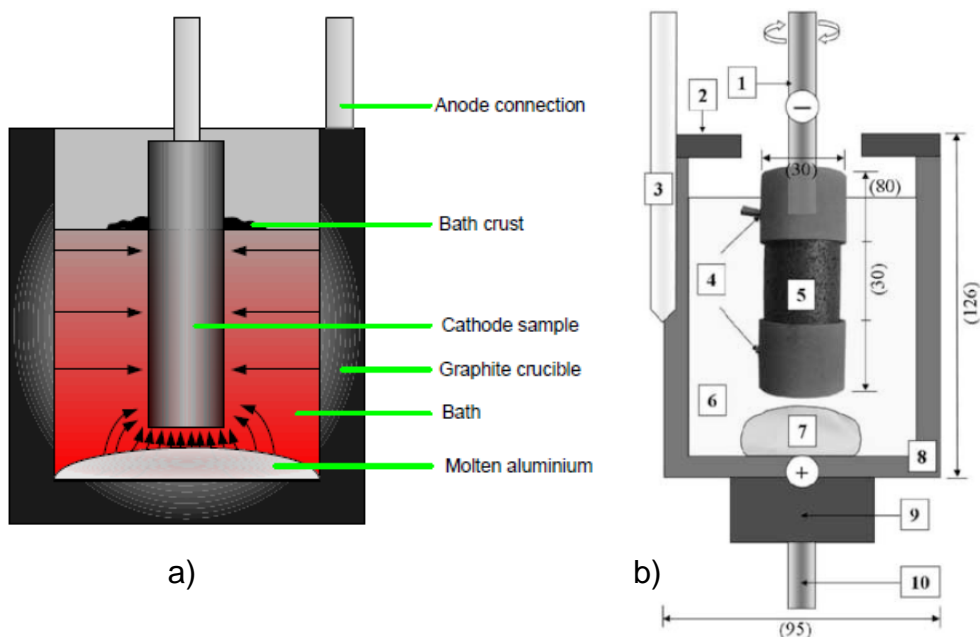 Anode connection
Bath crust
Cathode sample
Graphite crucible
Bath
Molten aluminium
a)
1
2
3
(30)
(80)
4
5
(30)
(126)
6
7
8
9
10
(95)
b)